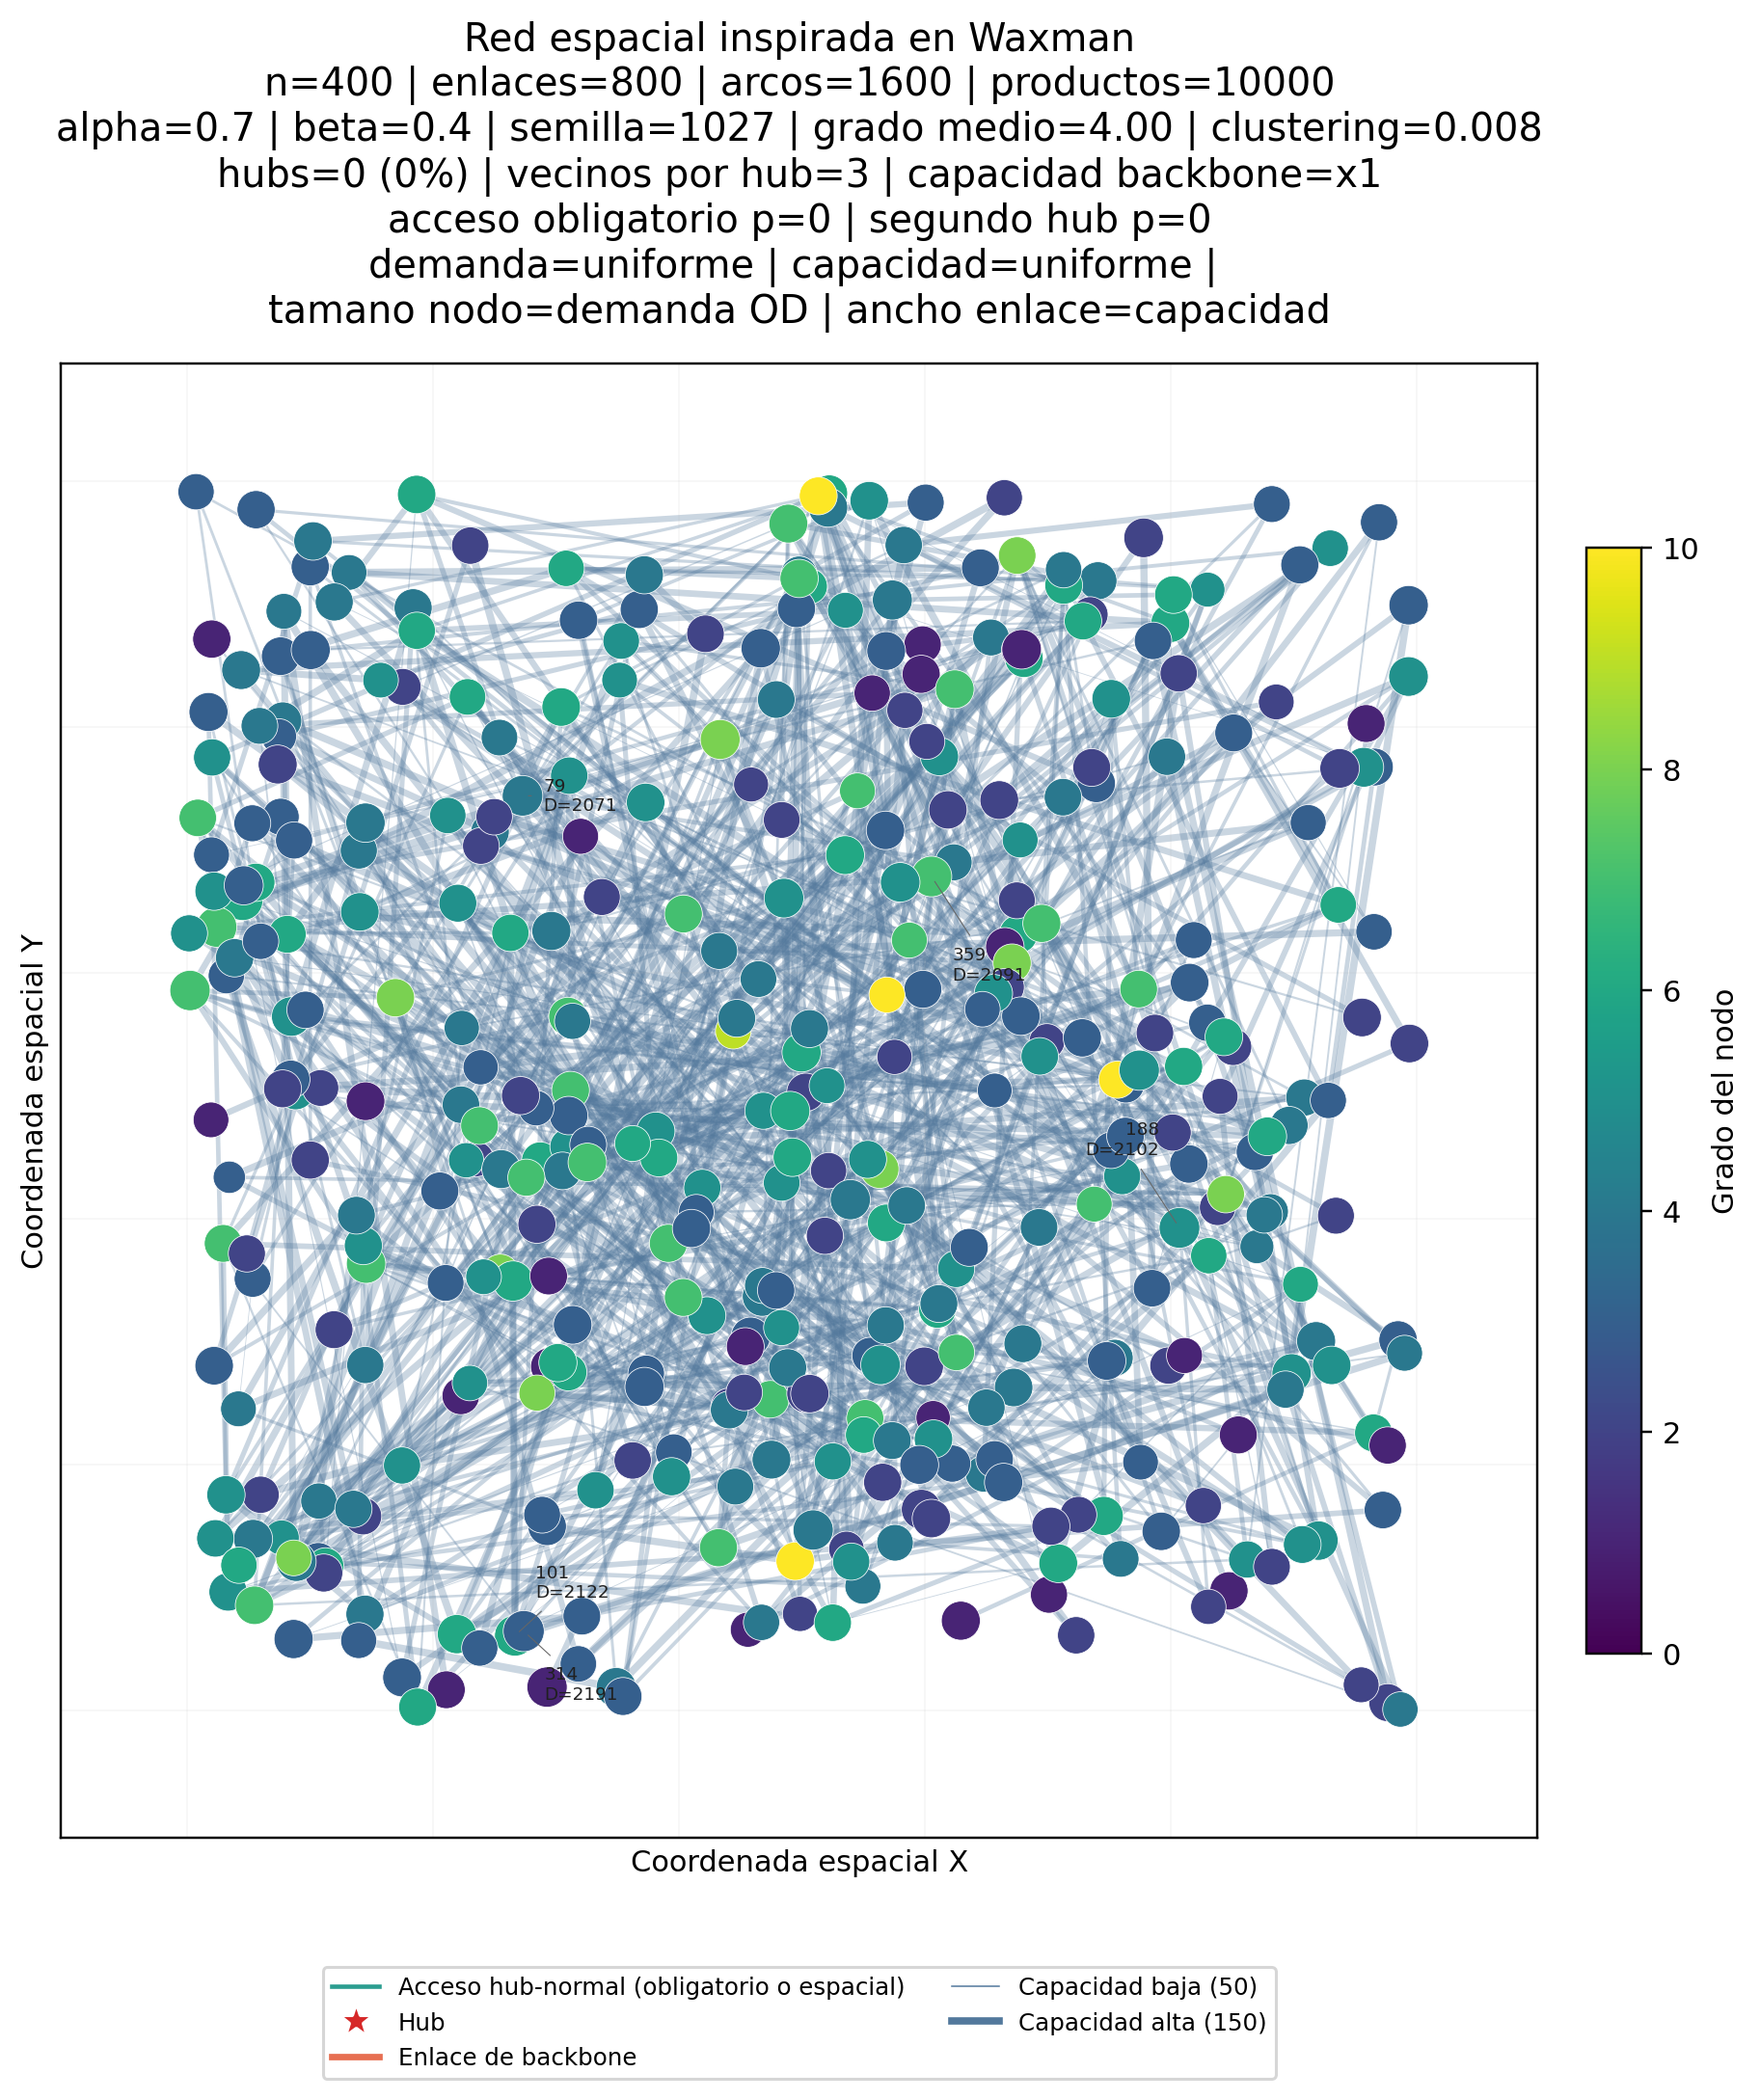 Red espacial inspirada en Waxman
n=400 | enlaces=800 | arcos=1600 | productos=10000
alpha=0.7 | beta=0.4 | semilla=1027 | grado medio=4.00 | clustering=0.008
hubs=0 (0%) | vecinos por hub=3 | capacidad backbone=x1
acceso obligatorio p=0 | segundo hub p=0
demanda=uniforme | capacidad=uniforme |
tamano nodo=demanda OD | ancho enlace=capacidad
Coordenada espacial Y
79
D=2071
359
D=2091
188
D=2102
101
D=2122
314
D=2191
Coordenada espacial X
10
8
6
4
2
0
Grado del nodo
Acceso hub-normal (obligatorio o espacial)
Hub
Enlace de backbone
Capacidad baja (50)
Capacidad alta (150)